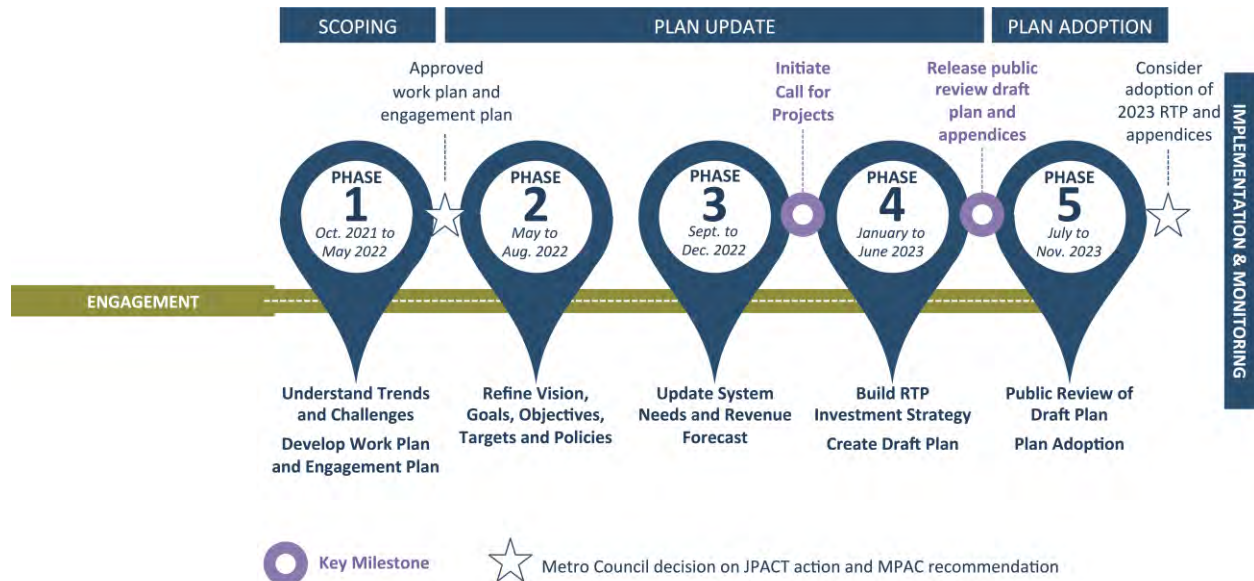 SCOPING
PLAN UPDATE
PLAN ADOPTION
Approved
work plan and
engagement plan
Initiate
Call for
Projects
Release public
review draft
plan and
appendices
Consider
adoption of
2023 RTP and
appendices
PHASE
1
Oct. 2021 to
May 2022
PHASE
2
May to
Aug. 2022
PHASE
3
Sept. to
Dec. 2022
PHASE
4
January to
June 2023
PHASE
5
July to
Nov. 2023
IMPLEMENTATION & MONITORING
ENGAGEMENT
Understand Trends
and Challenges
Develop Work Plan
and Engagement Plan
Refine Vision,
Goals, Objectives,
Targets and Policies
Update System
Needs and Revenue
Forecast
Build RTP
Investment Strategy
Create Draft Plan
Public Review of
Draft Plan
Plan Adoption
Key Milestone
Metro Council decision on JPACT action and MPAC recommendation